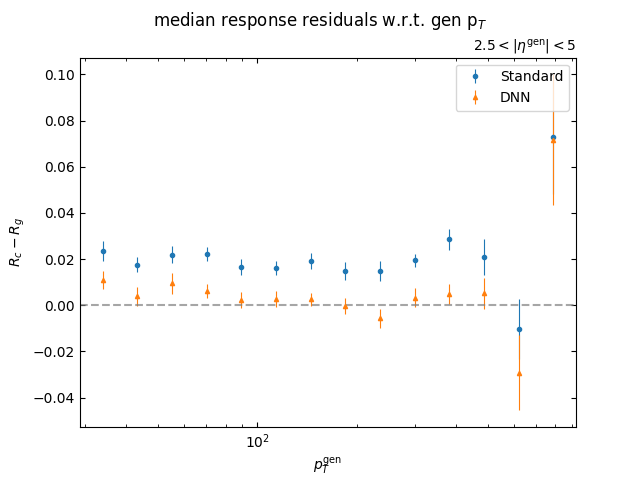 median response residuals w.r.t. gen p_T
2.5 < |η^gen| < 5
Standard
DNN
0.10
0.08
0.06
0.04
0.02
0.00
−0.02
−0.04
R_c − R_g
10^2
p_T^gen